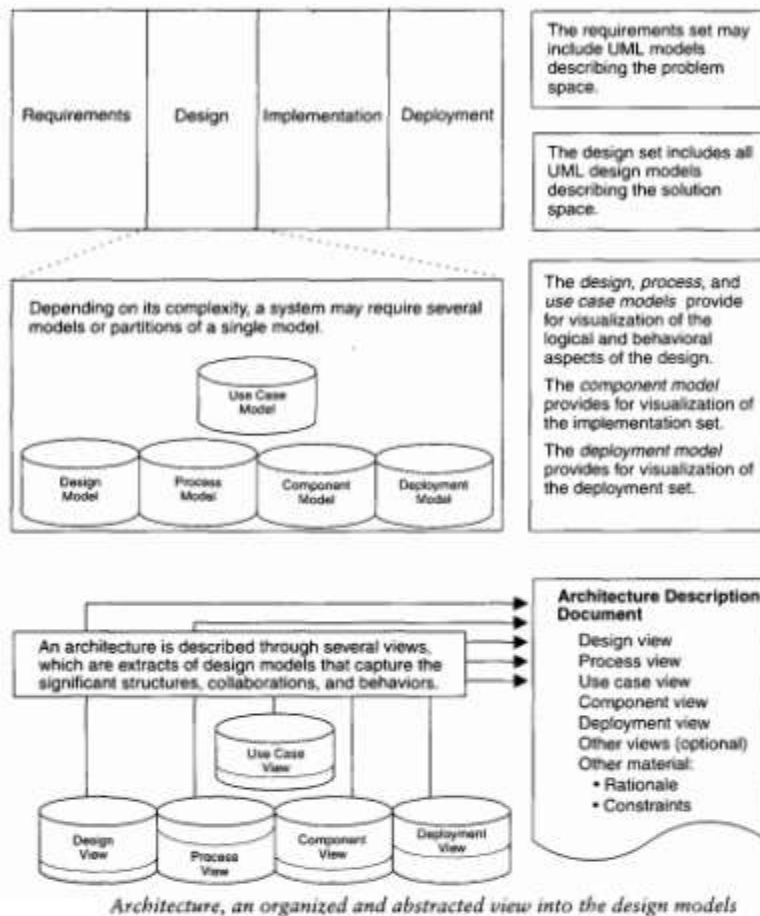 Requirements
Design
Implementation
Deployment
The requirements set may
include UML models
describing the problem
space.
The design set includes all
UML design models
describing the solution
space.
Depending on its complexity, a system may require several
models or partitions of a single model.
Use Case
Model
Design
Model
Process
Model
Component
Model
Deployment
Model
The design, process, and
use case models provide
for visualization of the
logical and behavioral
aspects of the design.
The component model
provides for visualization of
the implementation set.
The deployment model
provides for visualization of
the deployment set.
An architecture is described through several views,
which are extracts of design models that capture the
significant structures, collaborations, and behaviors.
Use Case
View
Design
View
Process
View
Component
View
Deployment
View
Architecture Description
Document
Design view
Process view
Use case view
Component view
Deployment view
Other views (optional)
Other material:
• Rationale
• Constraints
Architecture, an organized and abstracted view into the design models